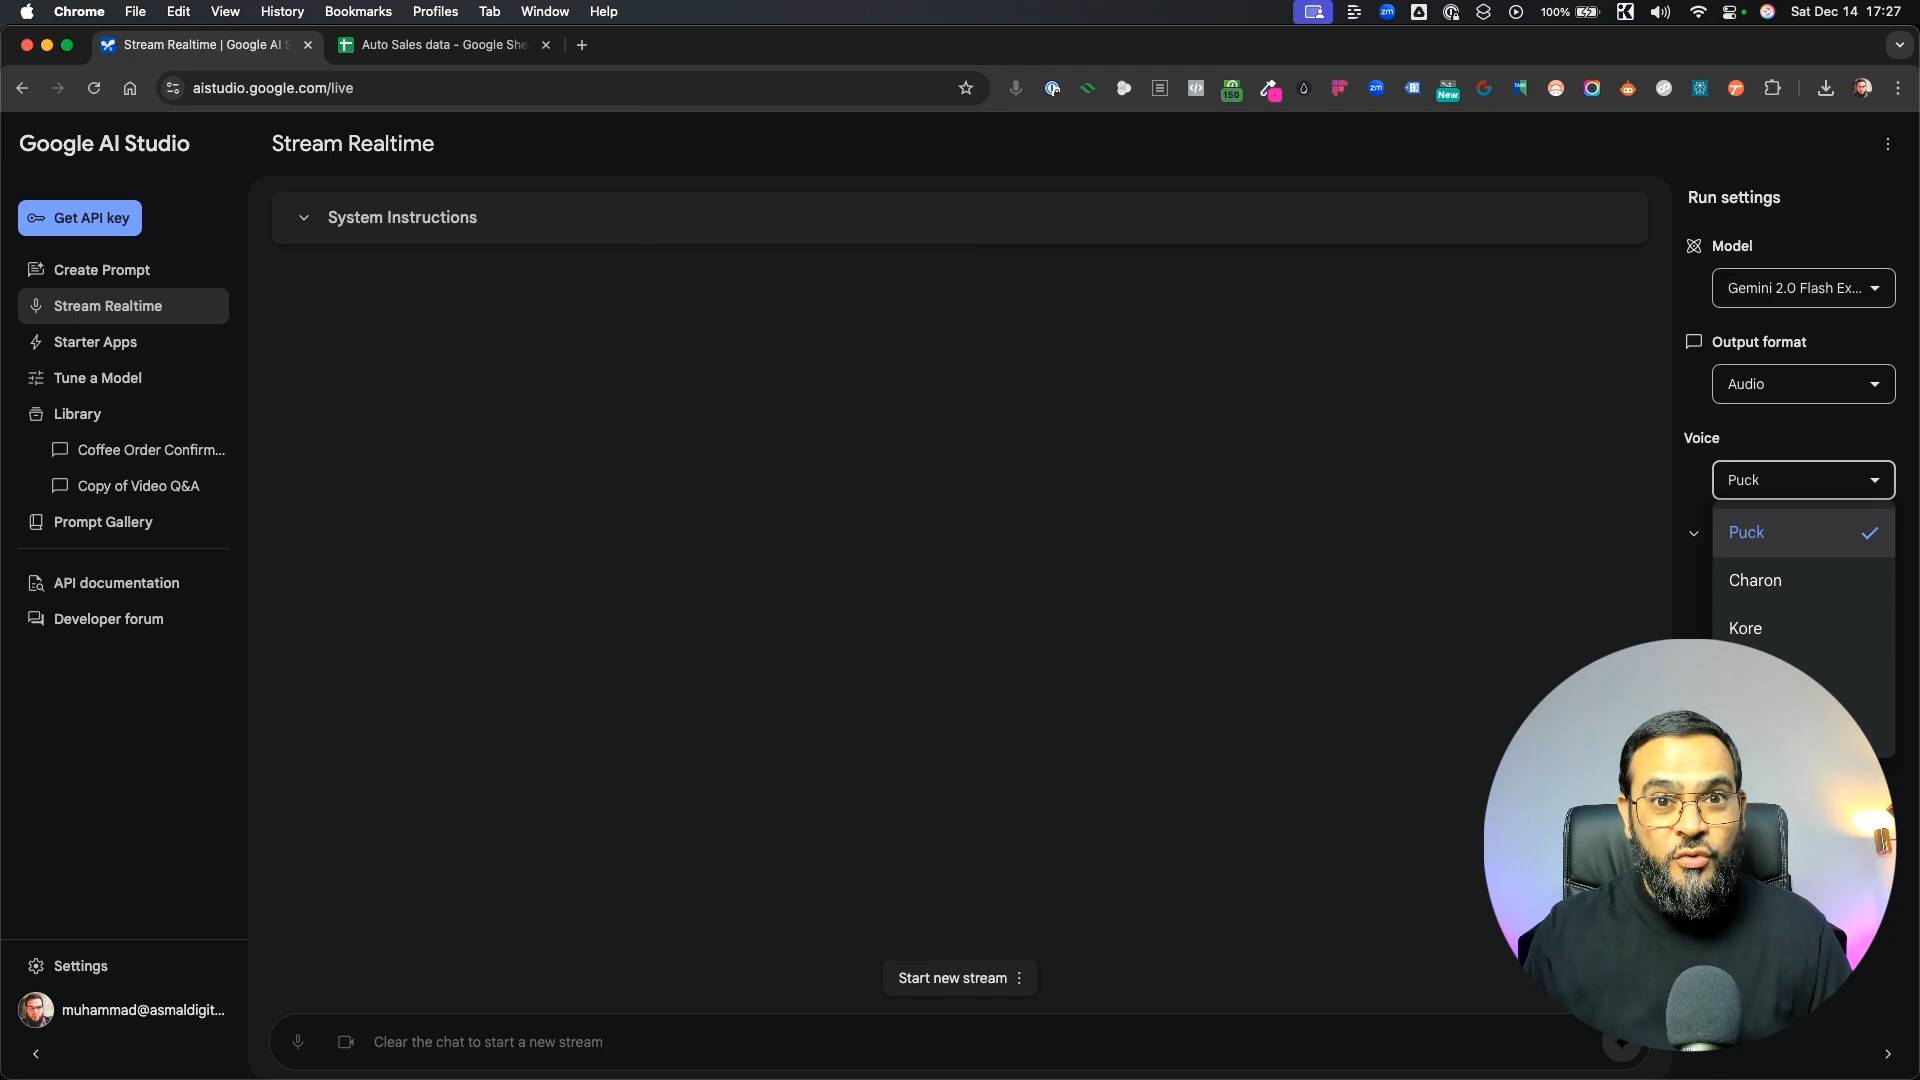 Chrome File Edit View History Bookmarks Profiles Tab Window Help
zm 100% Sat Dec 14 17:27
Stream Realtime | Google AI S
Auto Sales data - Google She
aistudio.google.com/live
150
zm
New
Google AI Studio
Stream Realtime
Get API key
Create Prompt
Stream Realtime
Starter Apps
Tune a Model
Library
Coffee Order Confirm...
Copy of Video Q&A
Prompt Gallery
API documentation
Developer forum
Settings
muhammad@asmaldigit...
System Instructions
Start new stream
Clear the chat to start a new stream
Run settings
Model
Gemini 2.0 Flash Ex...
Output format
Audio
Voice
Puck
Puck
Charon
Kore